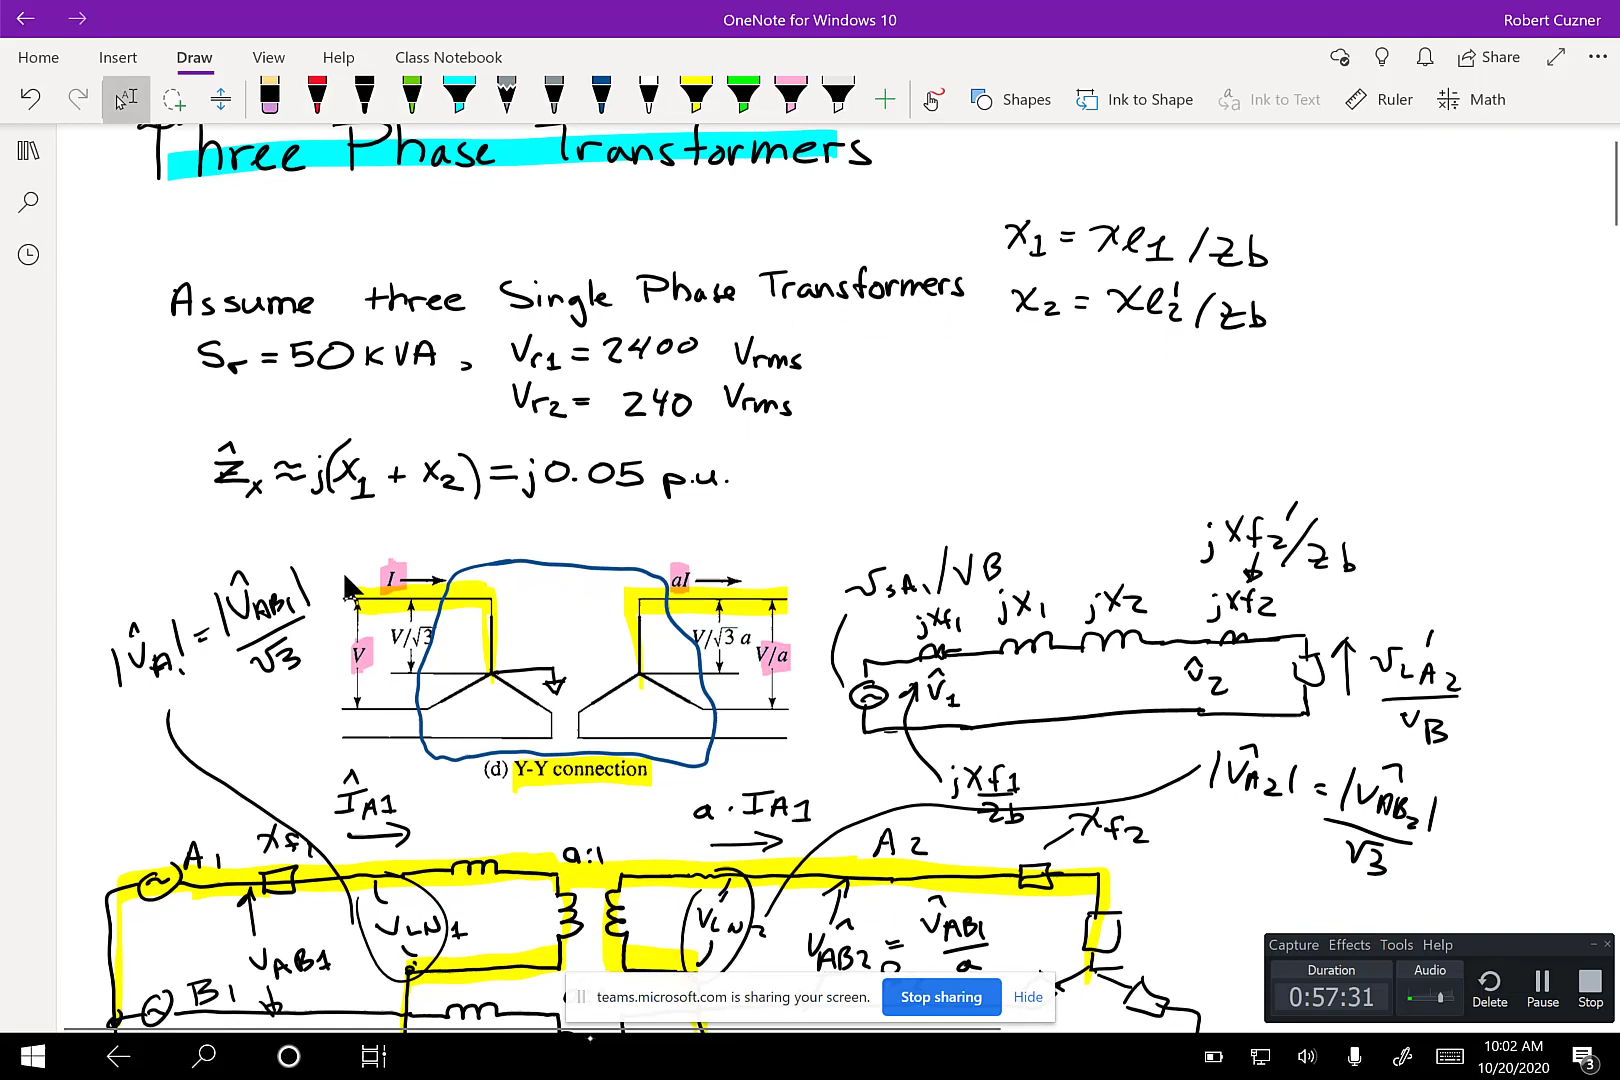 OneNote for Windows 10
Robert Cuzner
Home Insert Draw View Help Class Notebook
Share
Shapes Ink to Shape Ink to Text Ruler Math
Three Phase Transformers
x1 = xℓ1 / zb
x2 = xℓ2' / zb
Assume three Single Phase Transformers
Sr = 50 KVA, Vr1 = 2400 Vrms
Vr2 = 240 Vrms
Ẑx ≈ j(x1 + x2) = j0.05 p.u.
I aI
V/√3 V/√3 a
V V/a
(d) Y-Y connection
|V̂A1| = |V̂AB1| / √3
vsA1 / VB
jXf2' / zb
jxf1 jx1 jx2 jxf2
V̂1 V̂2
vLA2' / VB
jxf1 / zb
|V̂A2| = |V̂AB2| / √3
ÎA1 a · IA1
A1 xf1 a:1 A2 xf2
VLN1 VLN2
VAB1
V̂AB2 = V̂AB1 / a
B1
teams.microsoft.com is sharing your screen. Stop sharing Hide
Capture Effects Tools Help
Duration Audio
0:57:31
Delete Pause Stop
10:02 AM
10/20/2020
3